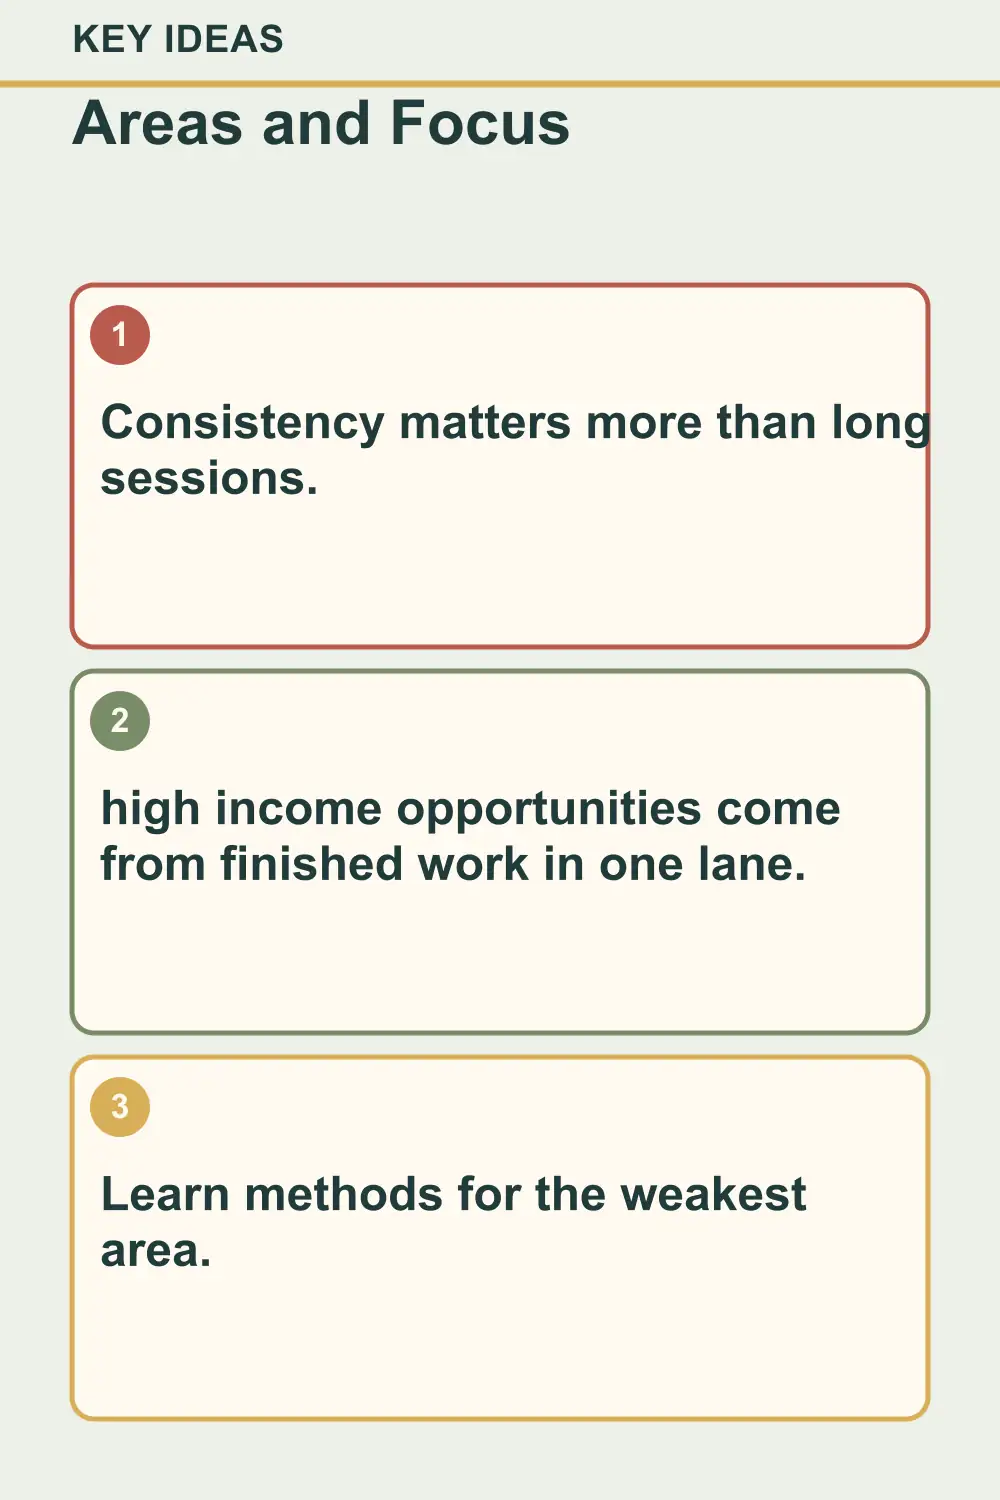 KEY IDEAS
Areas and Focus
1
Consistency matters more than long
sessions.
2
high income opportunities come
from finished work in one lane.
3
Learn methods for the weakest
area.